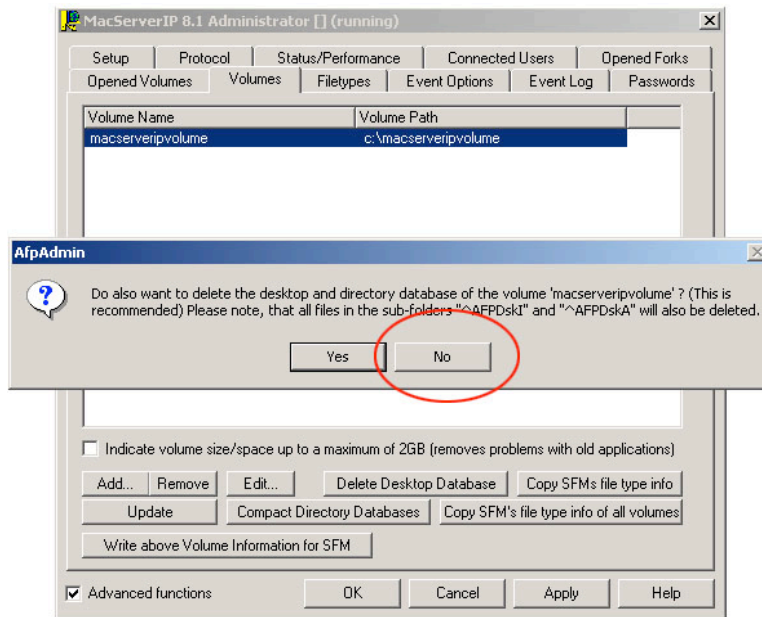 MacServerIP 8.1 Administrator [] (running)
Setup Protocol Status/Performance Connected Users Opened Forks
Opened Volumes Volumes Filetypes Event Options Event Log Passwords
Volume Name Volume Path
macserveripvolume c:\macserveripvolume
AfpAdmin
Do also want to delete the desktop and directory database of the volume 'macserveripvolume' ? (This is
recommended) Please note, that all files in the sub-folders "^AFPDskI" and "^AFPDskA" will also be deleted.
Yes No
Indicate volume size/space up to a maximum of 2GB (removes problems with old applications)
Add... Remove Edit... Delete Desktop Database Copy SFMs file type info
Update Compact Directory Databases Copy SFM's file type info of all volumes
Write above Volume Information for SFM
Advanced functions OK Cancel Apply Help